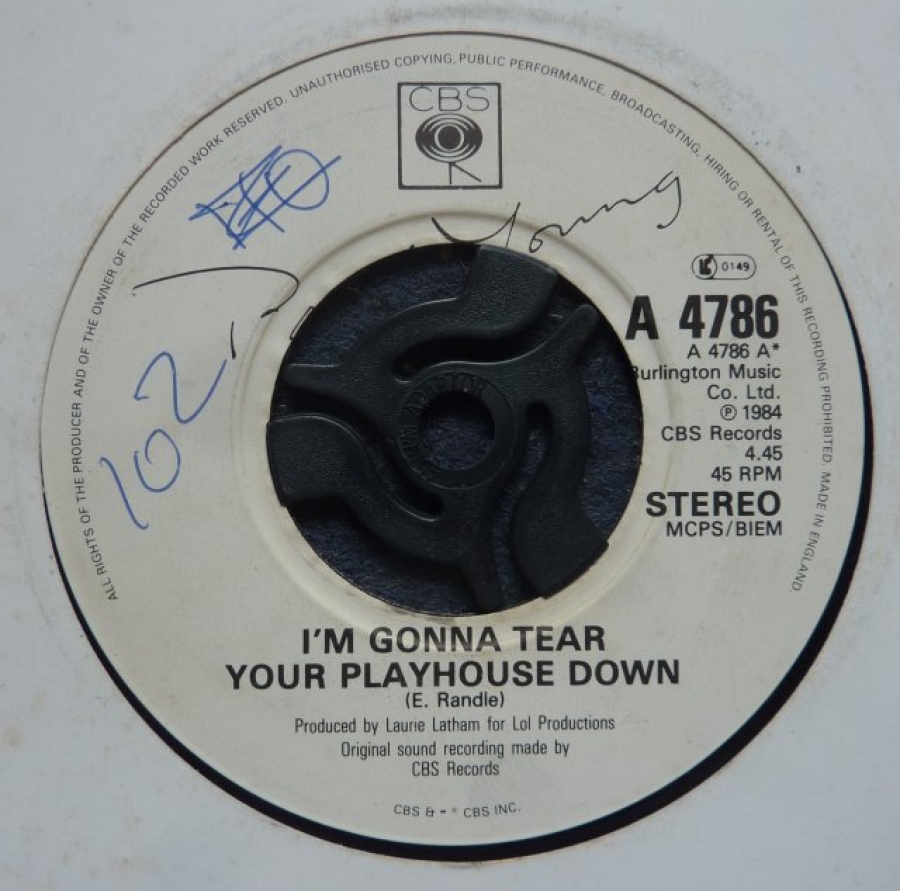 ALL RIGHTS OF THE PRODUCER AND OF THE OWNER OF THE RECORDED WORK RESERVED. UNAUTHORISED COPYING, PUBLIC PERFORMANCE, BROADCASTING, HIRING OR RENTAL OF THIS RECORDING PROHIBITED. MADE IN ENGLAND.
CBS
Young
102
0149
A 4786
A 4786 A*
Burlington Music
Co. Ltd.
℗ 1984
CBS Records
4.45
45 RPM
STEREO
MCPS/BIEM
I'M GONNA TEAR
YOUR PLAYHOUSE DOWN
(E. Randle)
Produced by Laurie Latham for Lol Productions
Original sound recording made by
CBS Records
CBS & - * CBS INC.